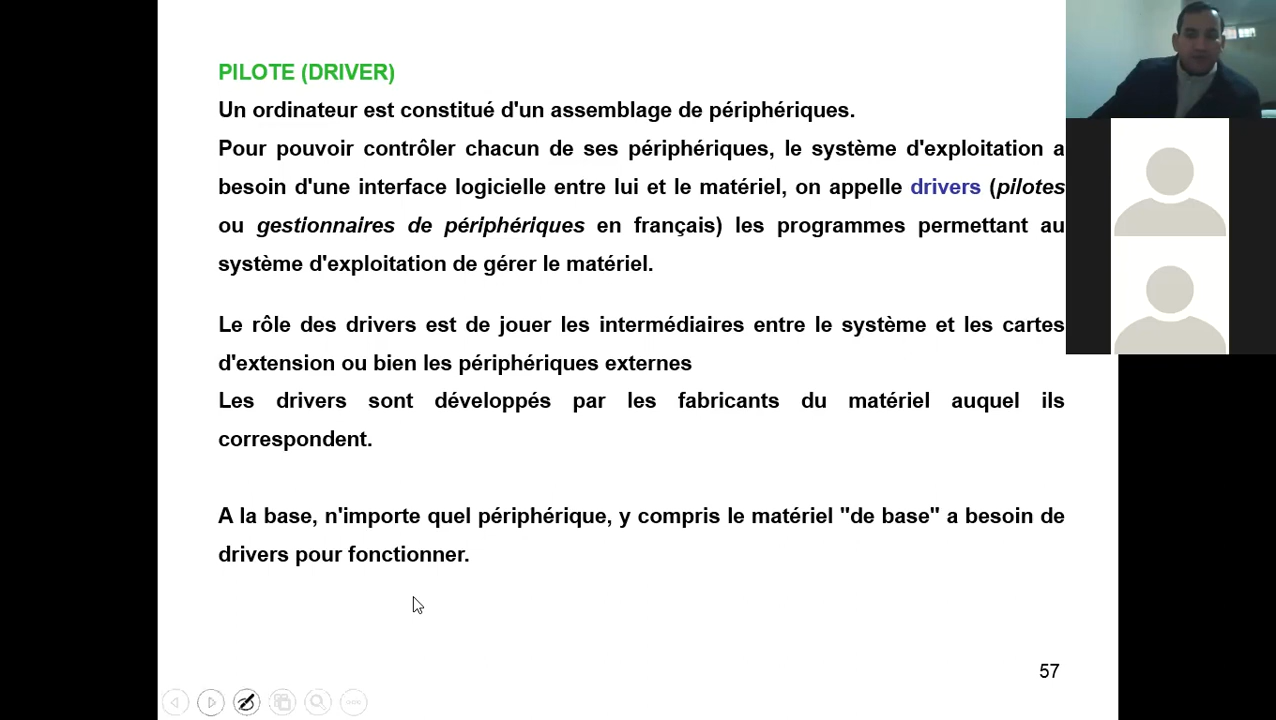 PILOTE (DRIVER)
Un ordinateur est constitué d'un assemblage de périphériques.
Pour pouvoir contrôler chacun de ses périphériques, le système d'exploitation a
besoin d'une interface logicielle entre lui et le matériel, on appelle drivers (pilotes
ou gestionnaires de périphériques en français) les programmes permettant au
système d'exploitation de gérer le matériel.
Le rôle des drivers est de jouer les intermédiaires entre le système et les cartes
d'extension ou bien les périphériques externes
Les drivers sont développés par les fabricants du matériel auquel ils
correspondent.
A la base, n'importe quel périphérique, y compris le matériel "de base" a besoin de
drivers pour fonctionner.
57